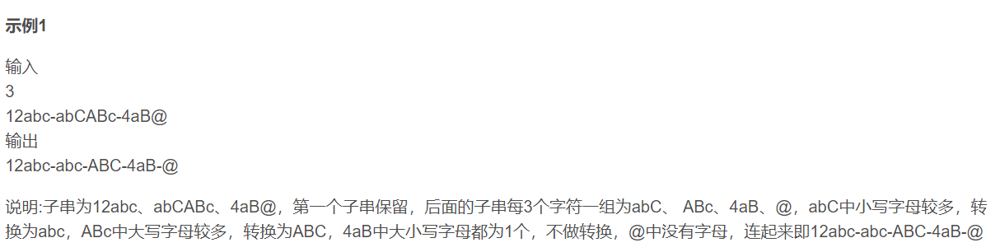 示例1
输入
3
12abc-abCABc-4aB@
输出
12abc-abc-ABC-4aB-@
说明:子串为12abc、abCABc、4aB@，第一个子串保留，后面的子串每3个字符一组为abC、 ABc、4aB、@，abC中小写字母较多，转
换为abc，ABc中大写字母较多，转换为ABC，4aB中大小写字母都为1个，不做转换，@中没有字母，连起来即12abc-abc-ABC-4aB-@